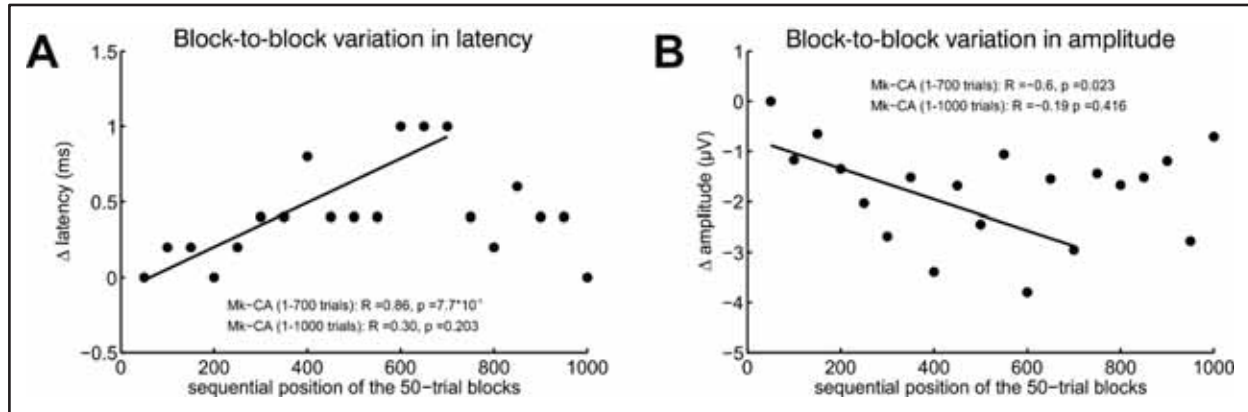 A
Block-to-block variation in latency
1.5
1
0.5
0
-0.5
Δ latency (ms)
Mk-CA (1-700 trials): R =0.86, p =7.7*10
Mk-CA (1-1000 trials): R =0.30, p =0.203
0 200 400 600 800 1000
sequential position of the 50-trial blocks
B
Block-to-block variation in amplitude
1
0
-1
-2
-3
-4
-5
Δ amplitude (μV)
Mk-CA (1-700 trials): R =-0.6, p =0.023
Mk-CA (1-1000 trials): R =-0.19 p =0.416
0 200 400 600 800 1000
sequential position of the 50-trial blocks